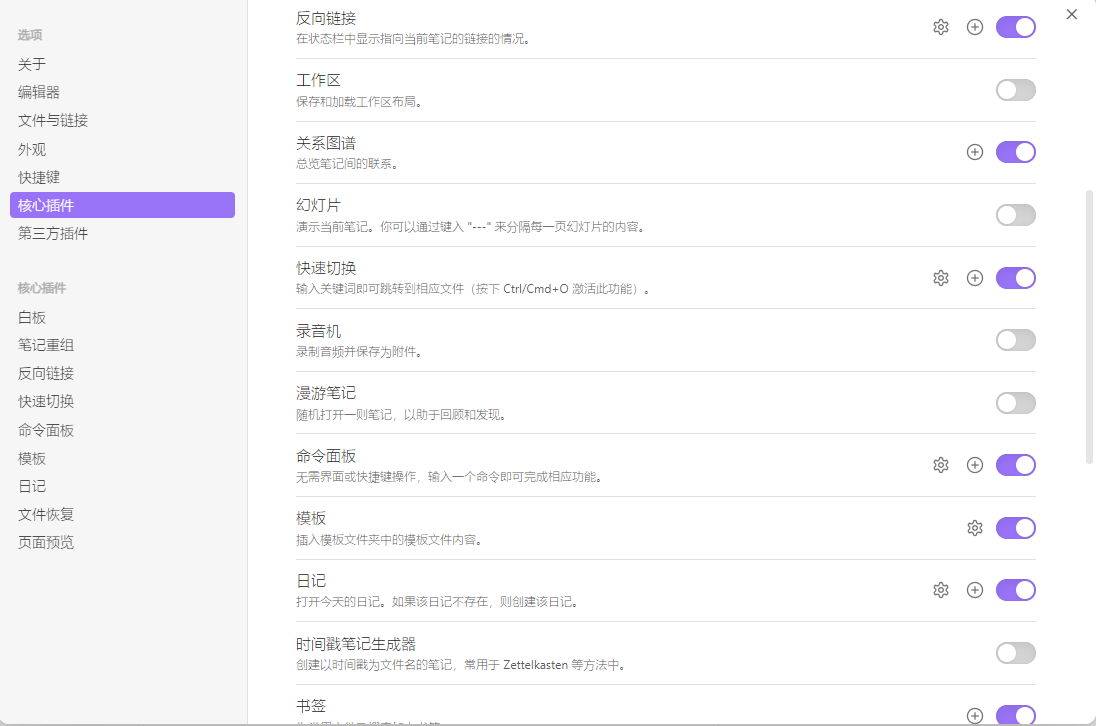 选项
关于
编辑器
文件与链接
外观
快捷键
核心插件
第三方插件
核心插件
白板
笔记重组
反向链接
快速切换
命令面板
模板
日记
文件恢复
页面预览
反向链接
在状态栏中显示指向当前笔记的链接的情况。
工作区
保存和加载工作区布局。
关系图谱
总览笔记间的联系。
幻灯片
演示当前笔记。你可以通过键入 "---" 来分隔每一页幻灯片的内容。
快速切换
输入关键词即可跳转到相应文件（按下 Ctrl/Cmd+O 激活此功能）。
录音机
录制音频并保存为附件。
漫游笔记
随机打开一则笔记，以助于回顾和发现。
命令面板
无需界面或快捷键操作，输入一个命令即可完成相应功能。
模板
插入模板文件夹中的模板文件内容。
日记
打开今天的日记。如果该日记不存在，则创建该日记。
时间戳笔记生成器
创建以时间戳为文件名的笔记，常用于 Zettelkasten 等方法中。
书签